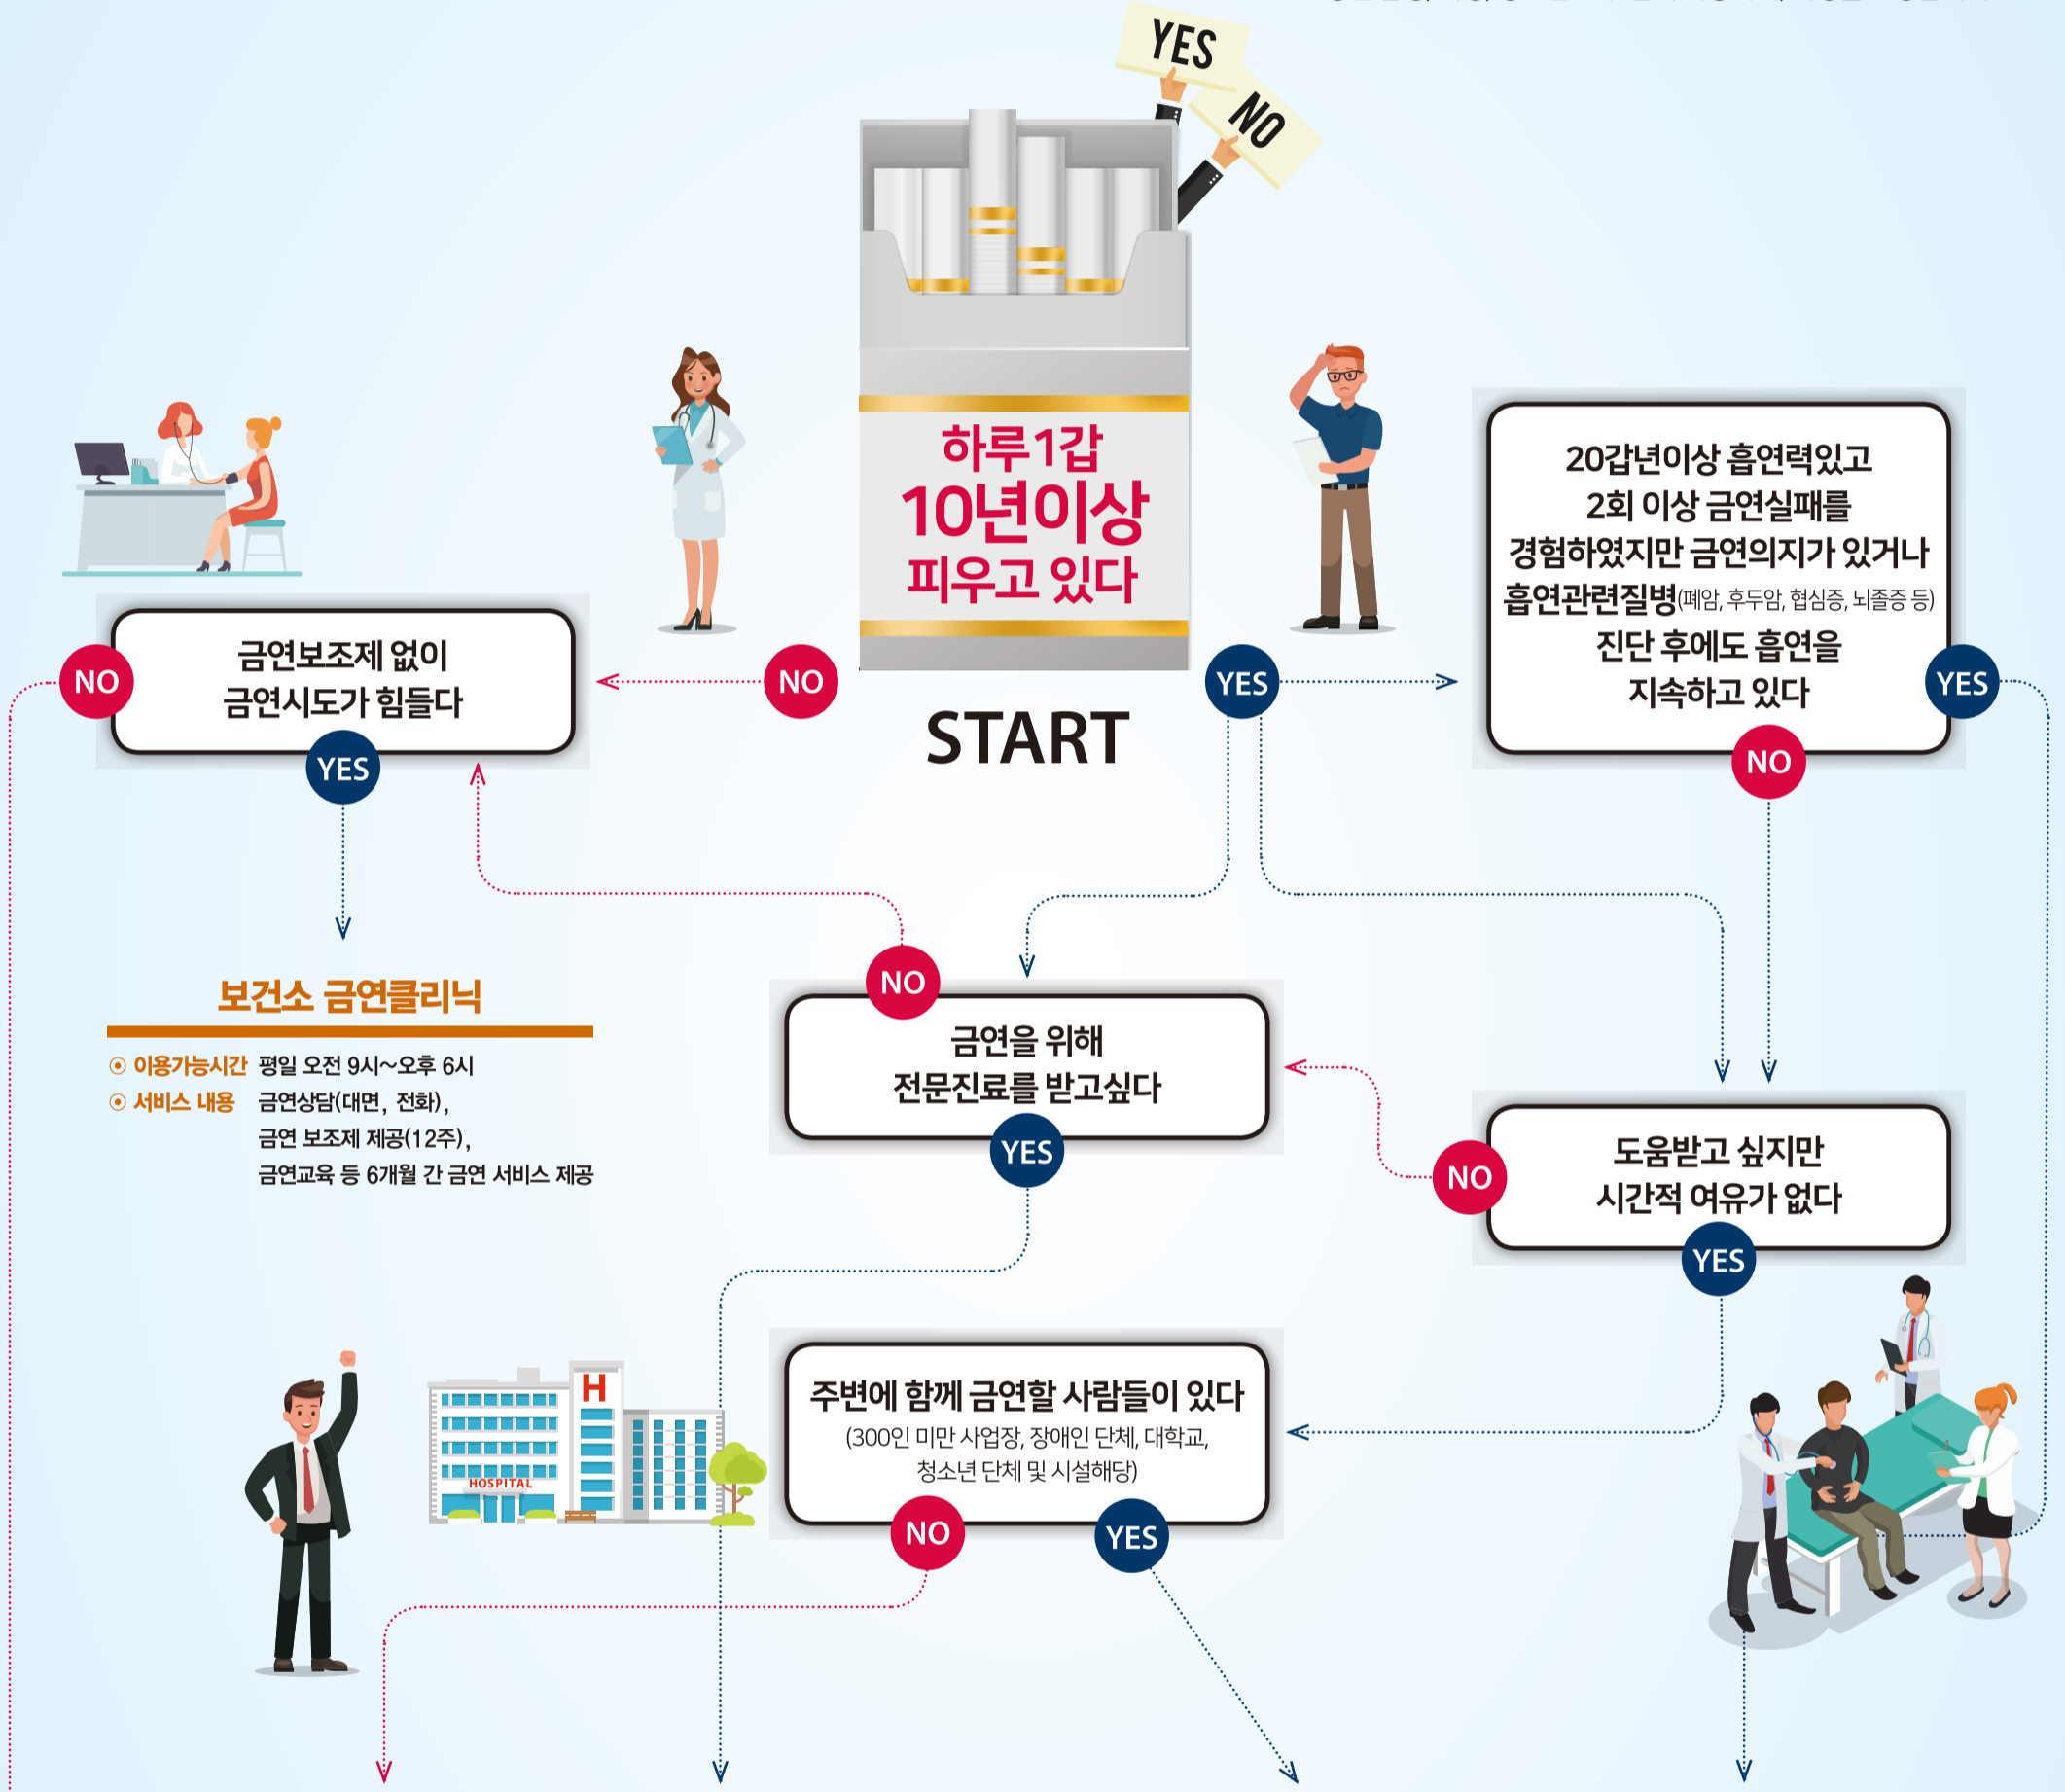 YES
NO
하루 1갑
10년이상
피우고 있다
START
NO
YES
20갑년이상 흡연력있고
2회 이상 금연실패를
경험하였지만 금연의지가 있거나
흡연관련질병(폐암, 후두암, 협심증, 뇌졸증 등)
진단 후에도 흡연을
지속하고 있다
YES
NO
금연보조제 없이
금연시도가 힘들다
NO
YES
보건소 금연클리닉
이용가능시간 평일 오전 9시~오후 6시
서비스 내용 금연상담(대면, 전화),
금연 보조제 제공(12주),
금연교육 등 6개월 간 금연 서비스 제공
NO
금연을 위해
전문진료를 받고싶다
YES
도움받고 싶지만
시간적 여유가 없다
NO
YES
H
HOSPITAL
주변에 함께 금연할 사람들이 있다
(300인 미만 사업장, 장애인 단체, 대학교,
청소년 단체 및 시설해당)
NO
YES